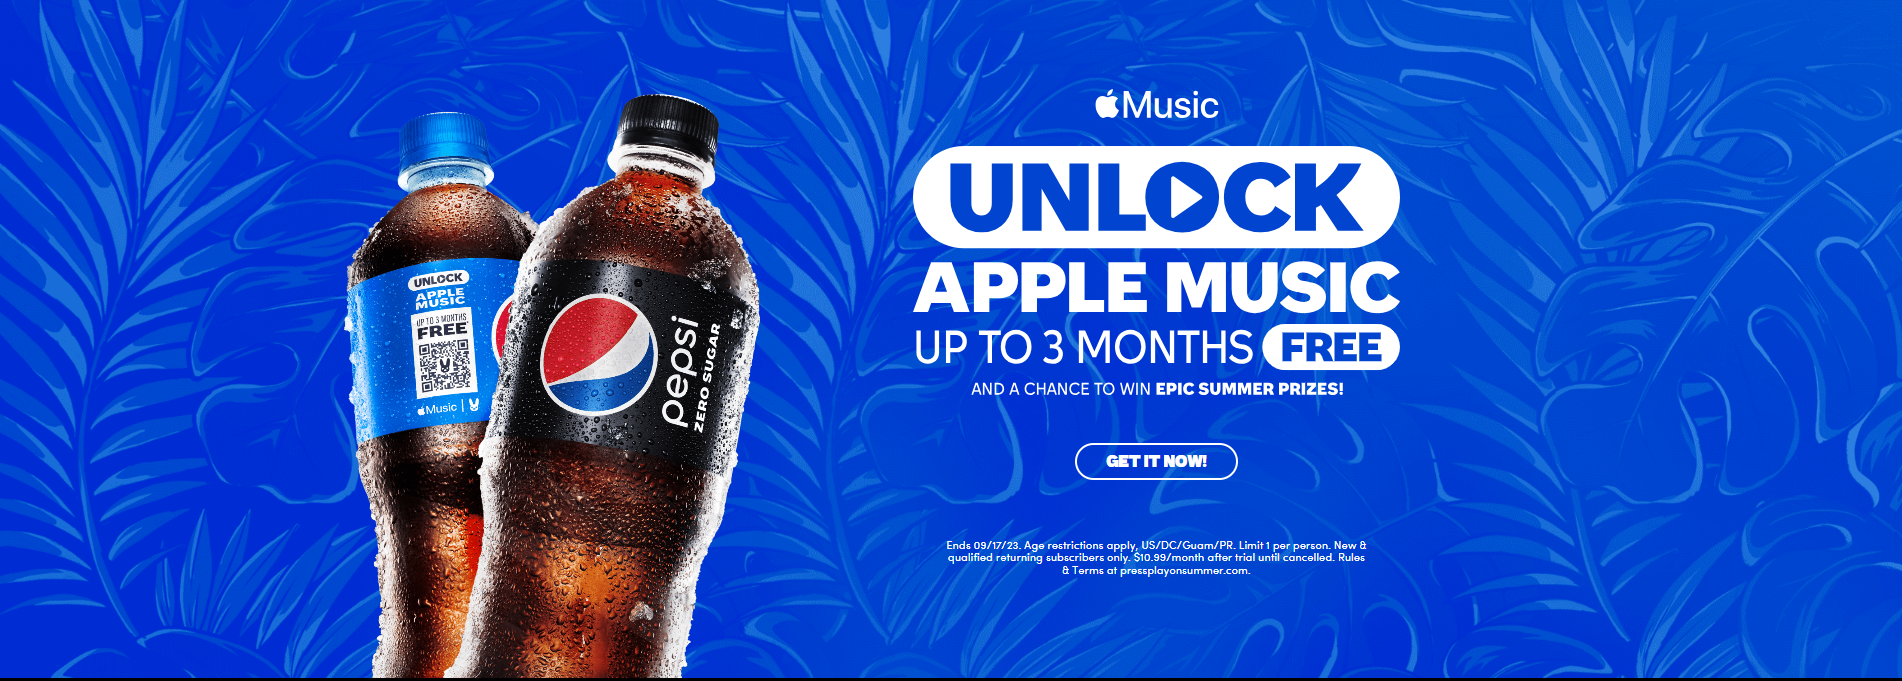 Music
UNLOCK
APPLE MUSIC
UP TO 3 MONTHS FREE
AND A CHANCE TO WIN EPIC SUMMER PRIZES!
GET IT NOW!
Ends 09/17/23. Age restrictions apply, US/DC/Guam/PR. Limit 1 per person. New &
qualified returning subscribers only. $10.99/month after trial until cancelled. Rules
& Terms at pressplayonsummer.com.
UNLOCK
APPLE
MUSIC
UP TO 3 MONTHS
FREE
Music
pepsi
ZERO SUGAR